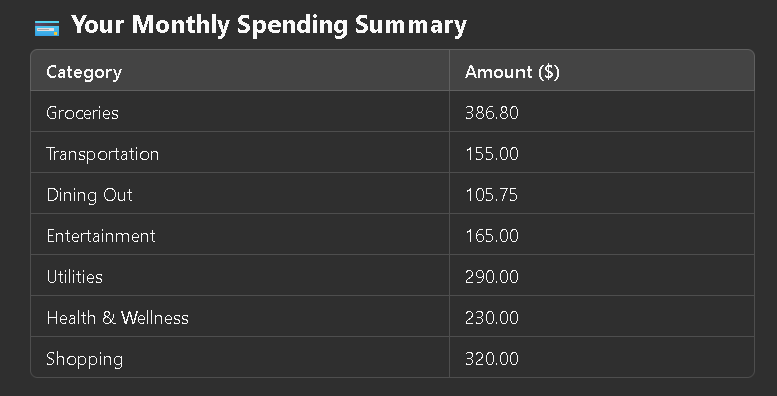 Your Monthly Spending Summary
Category Amount ($)
Groceries 386.80
Transportation 155.00
Dining Out 105.75
Entertainment 165.00
Utilities 290.00
Health & Wellness 230.00
Shopping 320.00